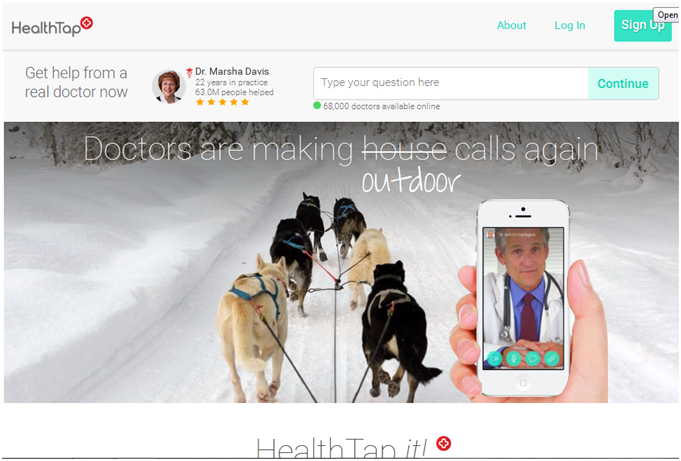 HealthTap
About
Log In
Sign Up
Open
Get help from a
real doctor now
Dr. Marsha Davis
22 years in practice
63.0M people helped
Type your question here
Continue
68,000 doctors available online
Doctors are making house calls again
outdoor
HealthTap it!